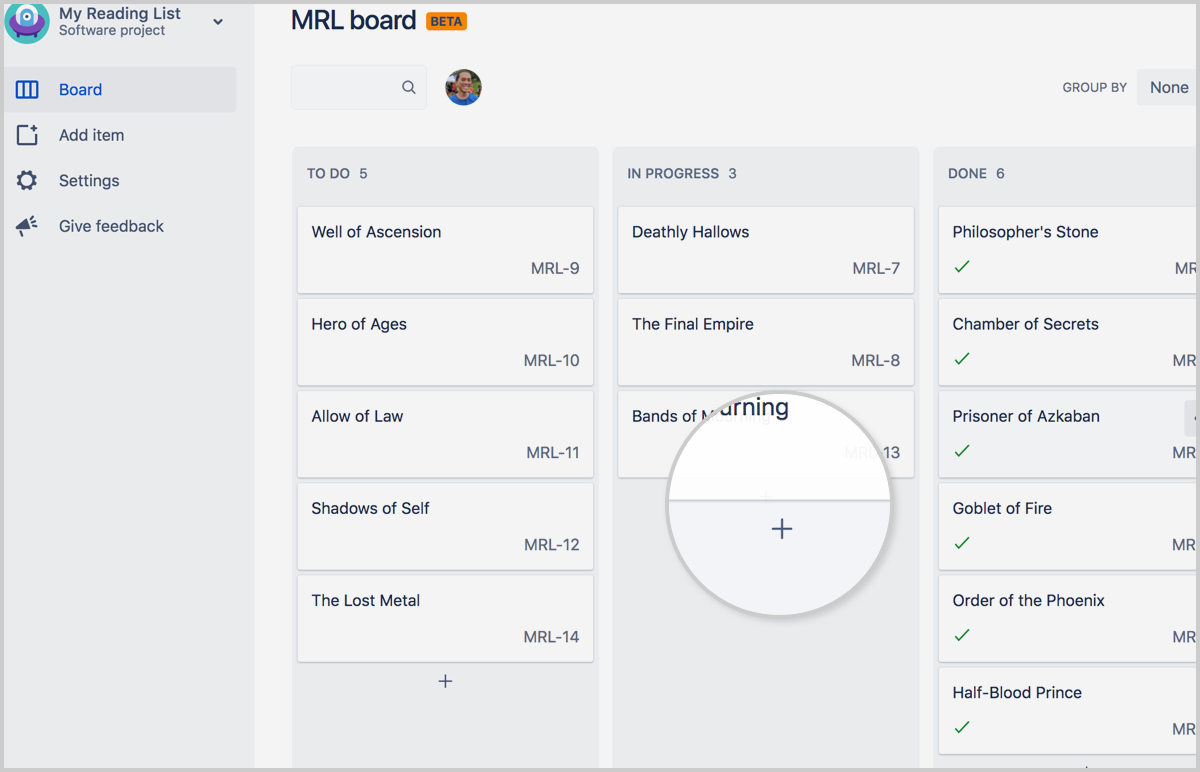 My Reading List
Software project
Board
Add item
Settings
Give feedback
MRL board BETA
GROUP BY None
TO DO 5
Well of Ascension
MRL-9
Hero of Ages
MRL-10
Allow of Law
MRL-11
Shadows of Self
MRL-12
The Lost Metal
MRL-14
IN PROGRESS 3
Deathly Hallows
MRL-7
The Final Empire
MRL-8
Bands of Mourning
MRL-13
DONE 6
Philosopher's Stone
MR
Chamber of Secrets
MR
Prisoner of Azkaban
MR
Goblet of Fire
MR
Order of the Phoenix
MR
Half-Blood Prince
MR